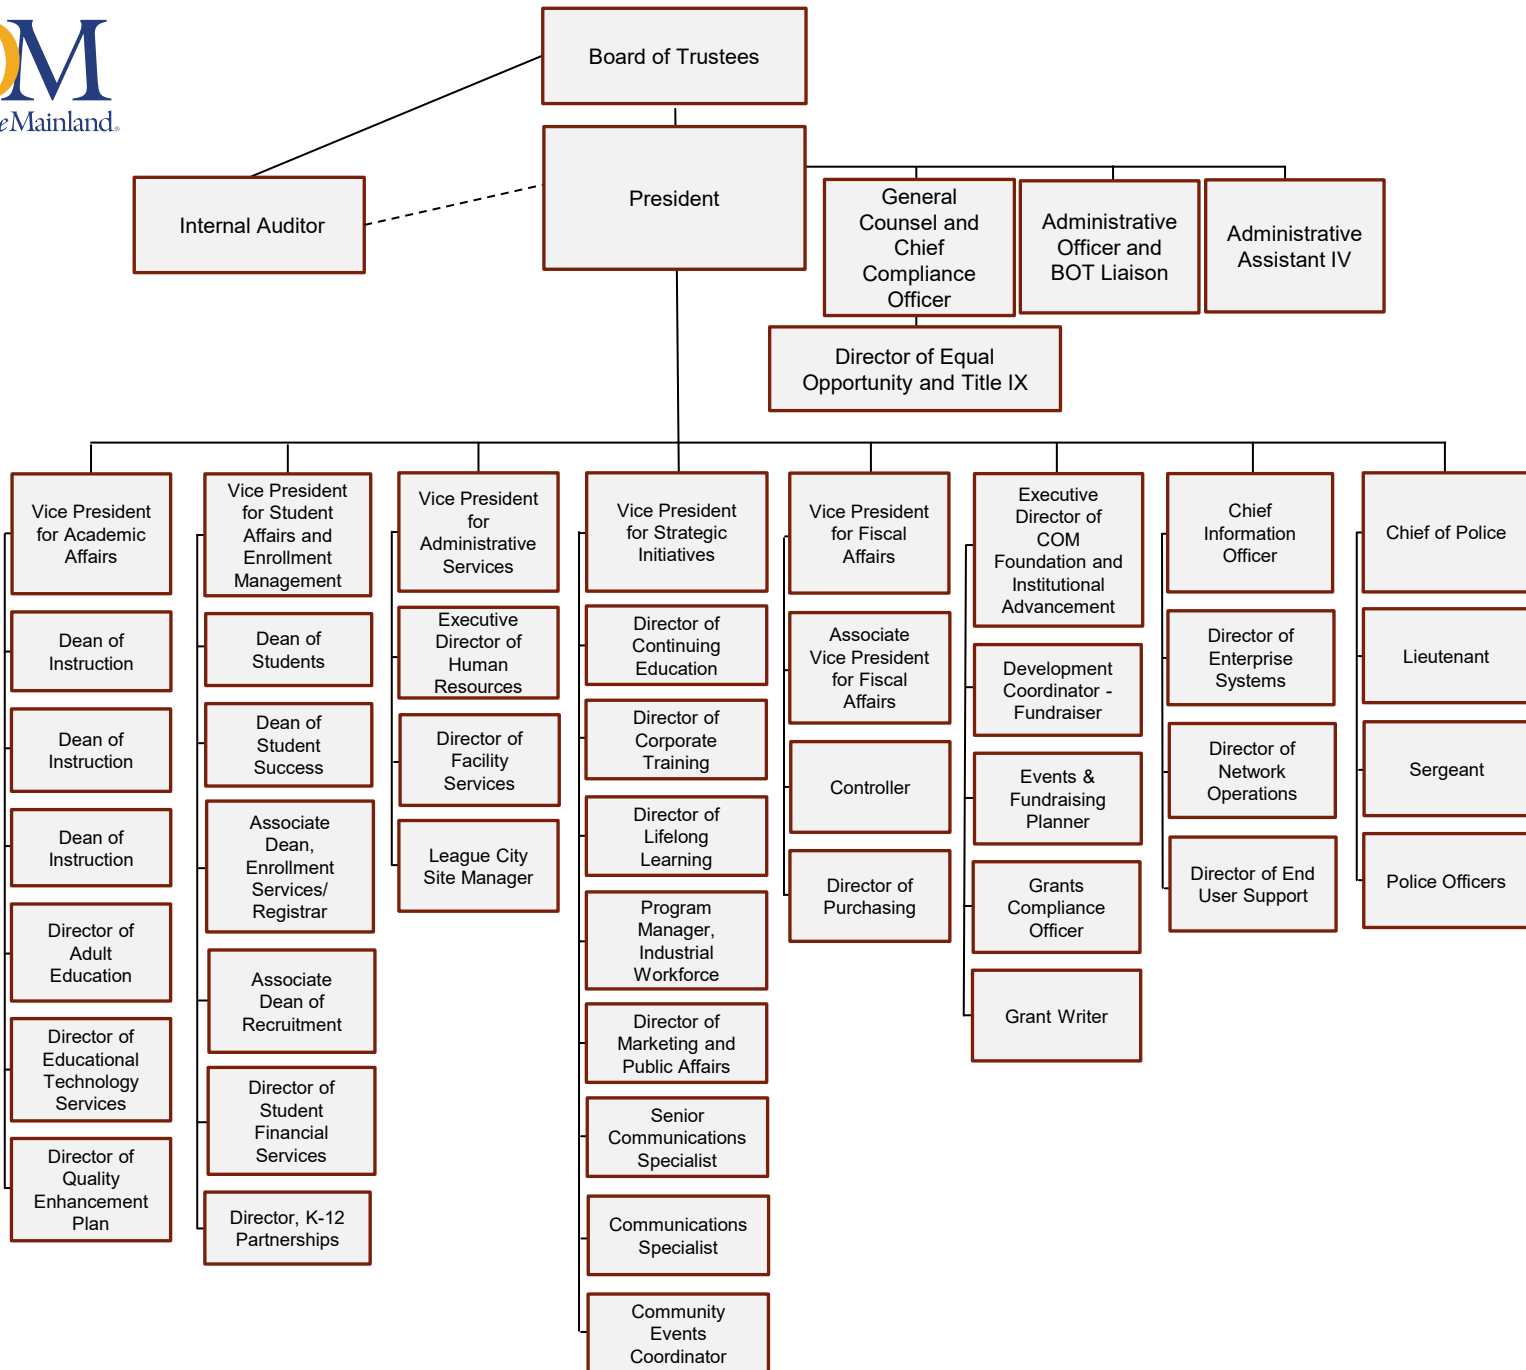 OM
eMainland®
Board of Trustees
President
Internal Auditor
General
Counsel and
Chief
Compliance
Officer
Administrative
Officer and
BOT Liaison
Administrative
Assistant IV
Director of Equal
Opportunity and Title IX
Vice President
for Academic
Affairs
Dean of
Instruction
Dean of
Instruction
Dean of
Instruction
Director of
Adult
Education
Director of
Educational
Technology
Services
Director of
Quality
Enhancement
Plan
Vice President
for Student
Affairs and
Enrollment
Management
Dean of
Students
Dean of
Student
Success
Associate
Dean,
Enrollment
Services/
Registrar
Associate
Dean of
Recruitment
Director of
Student
Financial
Services
Director, K-12
Partnerships
Vice President
for
Administrative
Services
Executive
Director of
Human
Resources
Director of
Facility
Services
League City
Site Manager
Vice President
for Strategic
Initiatives
Director of
Continuing
Education
Director of
Corporate
Training
Director of
Lifelong
Learning
Program
Manager,
Industrial
Workforce
Director of
Marketing and
Public Affairs
Senior
Communications
Specialist
Communications
Specialist
Community
Events
Coordinator
Vice President
for Fiscal
Affairs
Associate
Vice President
for Fiscal
Affairs
Controller
Director of
Purchasing
Executive
Director of
COM
Foundation and
Institutional
Advancement
Development
Coordinator -
Fundraiser
Events &
Fundraising
Planner
Grants
Compliance
Officer
Grant Writer
Chief
Information
Officer
Director of
Enterprise
Systems
Director of
Network
Operations
Director of End
User Support
Chief of Police
Lieutenant
Sergeant
Police Officers